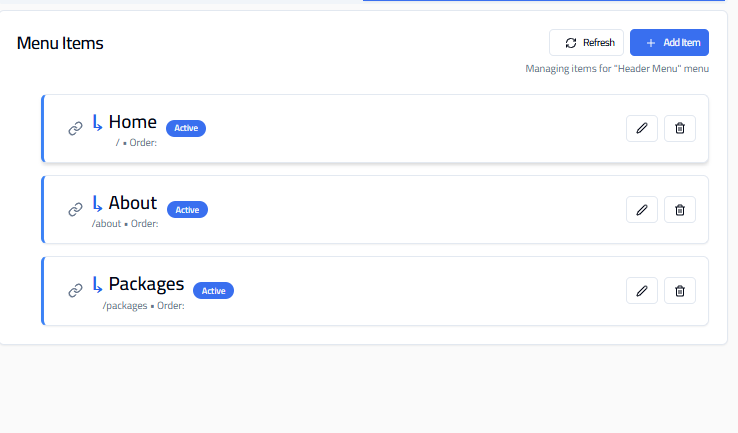 Menu Items
Refresh
Add Item
Managing items for "Header Menu" menu
Home
Active
/ • Order:
About
Active
/about • Order:
Packages
Active
/packages • Order: